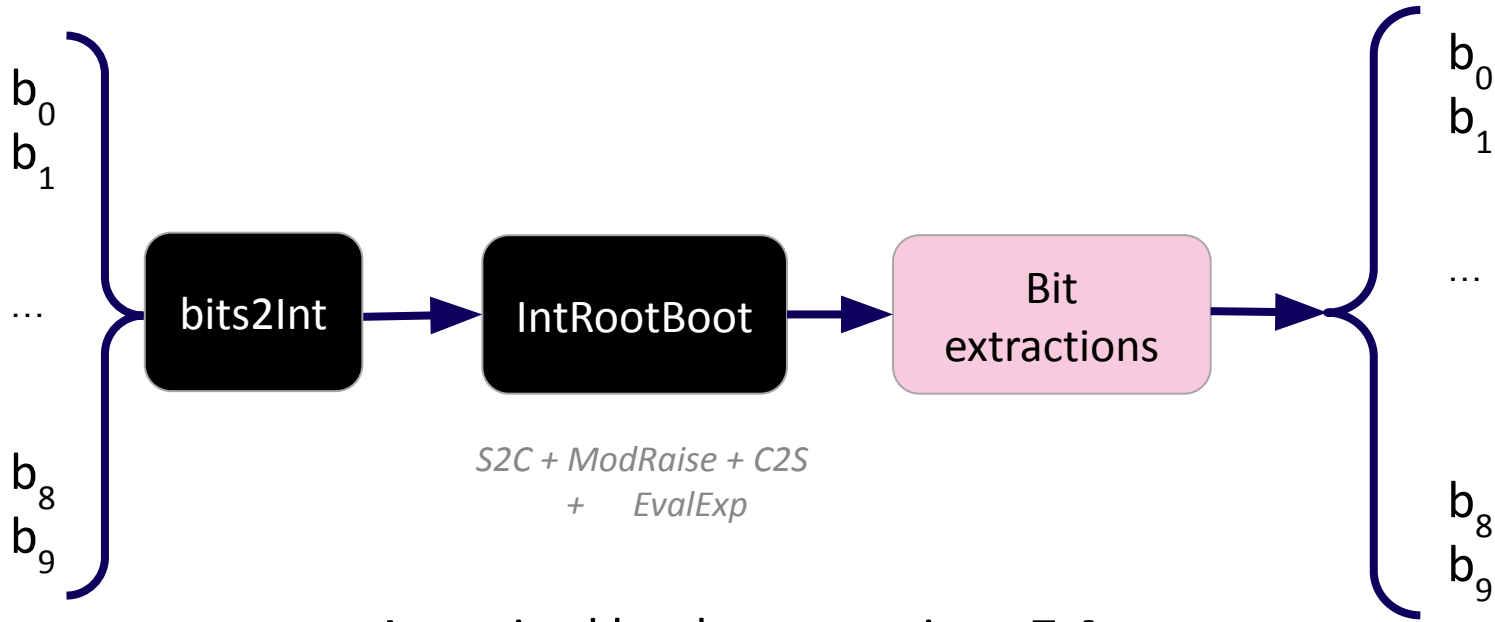 b0
b1
...
b8
b9
bits2Int
IntRootBoot
S2C + ModRaise + C2S
+ EvalExp
Bit
extractions
b0
b1
...
b8
b9